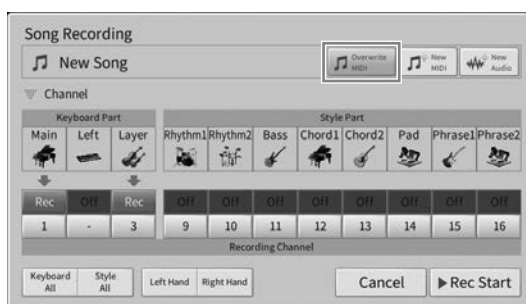 Song Recording
New Song
Overwrite MIDI
New MIDI
New Audio
Channel
Keyboard Part
Style Part
Main Left Layer Rhythm1 Rhythm2 Bass Chord1 Chord2 Pad Phrase1 Phrase2
Rec Off Rec Off Off Off Off Off Off Off Off
1 - 3 9 10 11 12 13 14 15 16
Recording Channel
Keyboard All
Style All
Left Hand
Right Hand
Cancel
Rec Start